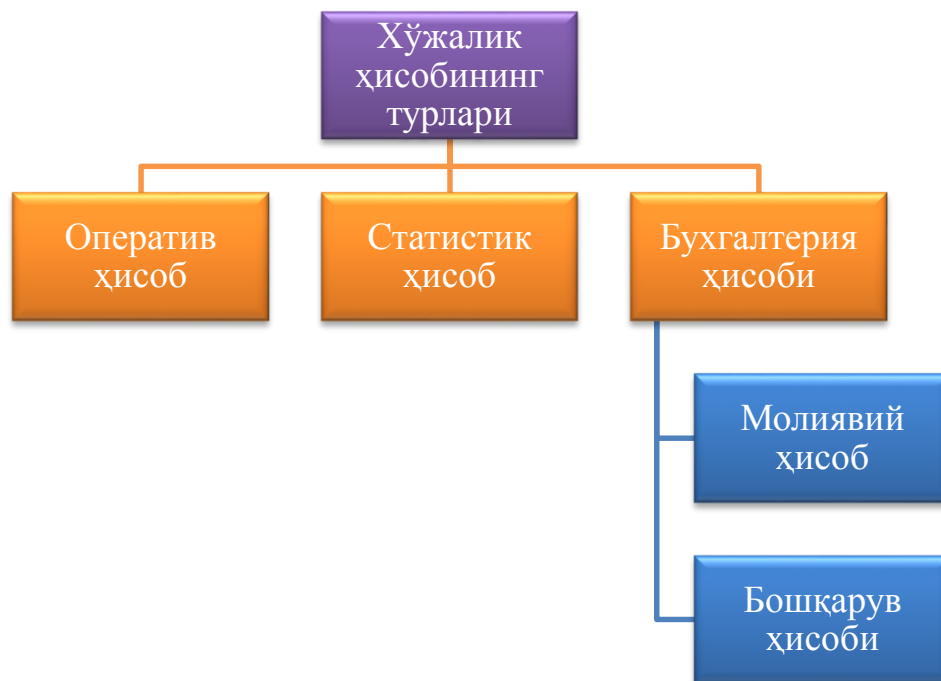 Хўжалик
ҳисобининг
турлари
Оператив
ҳисоб
Статистик
ҳисоб
Бухгалтерия
ҳисоби
Молиявий
ҳисоб
Бошқарув
ҳисоби